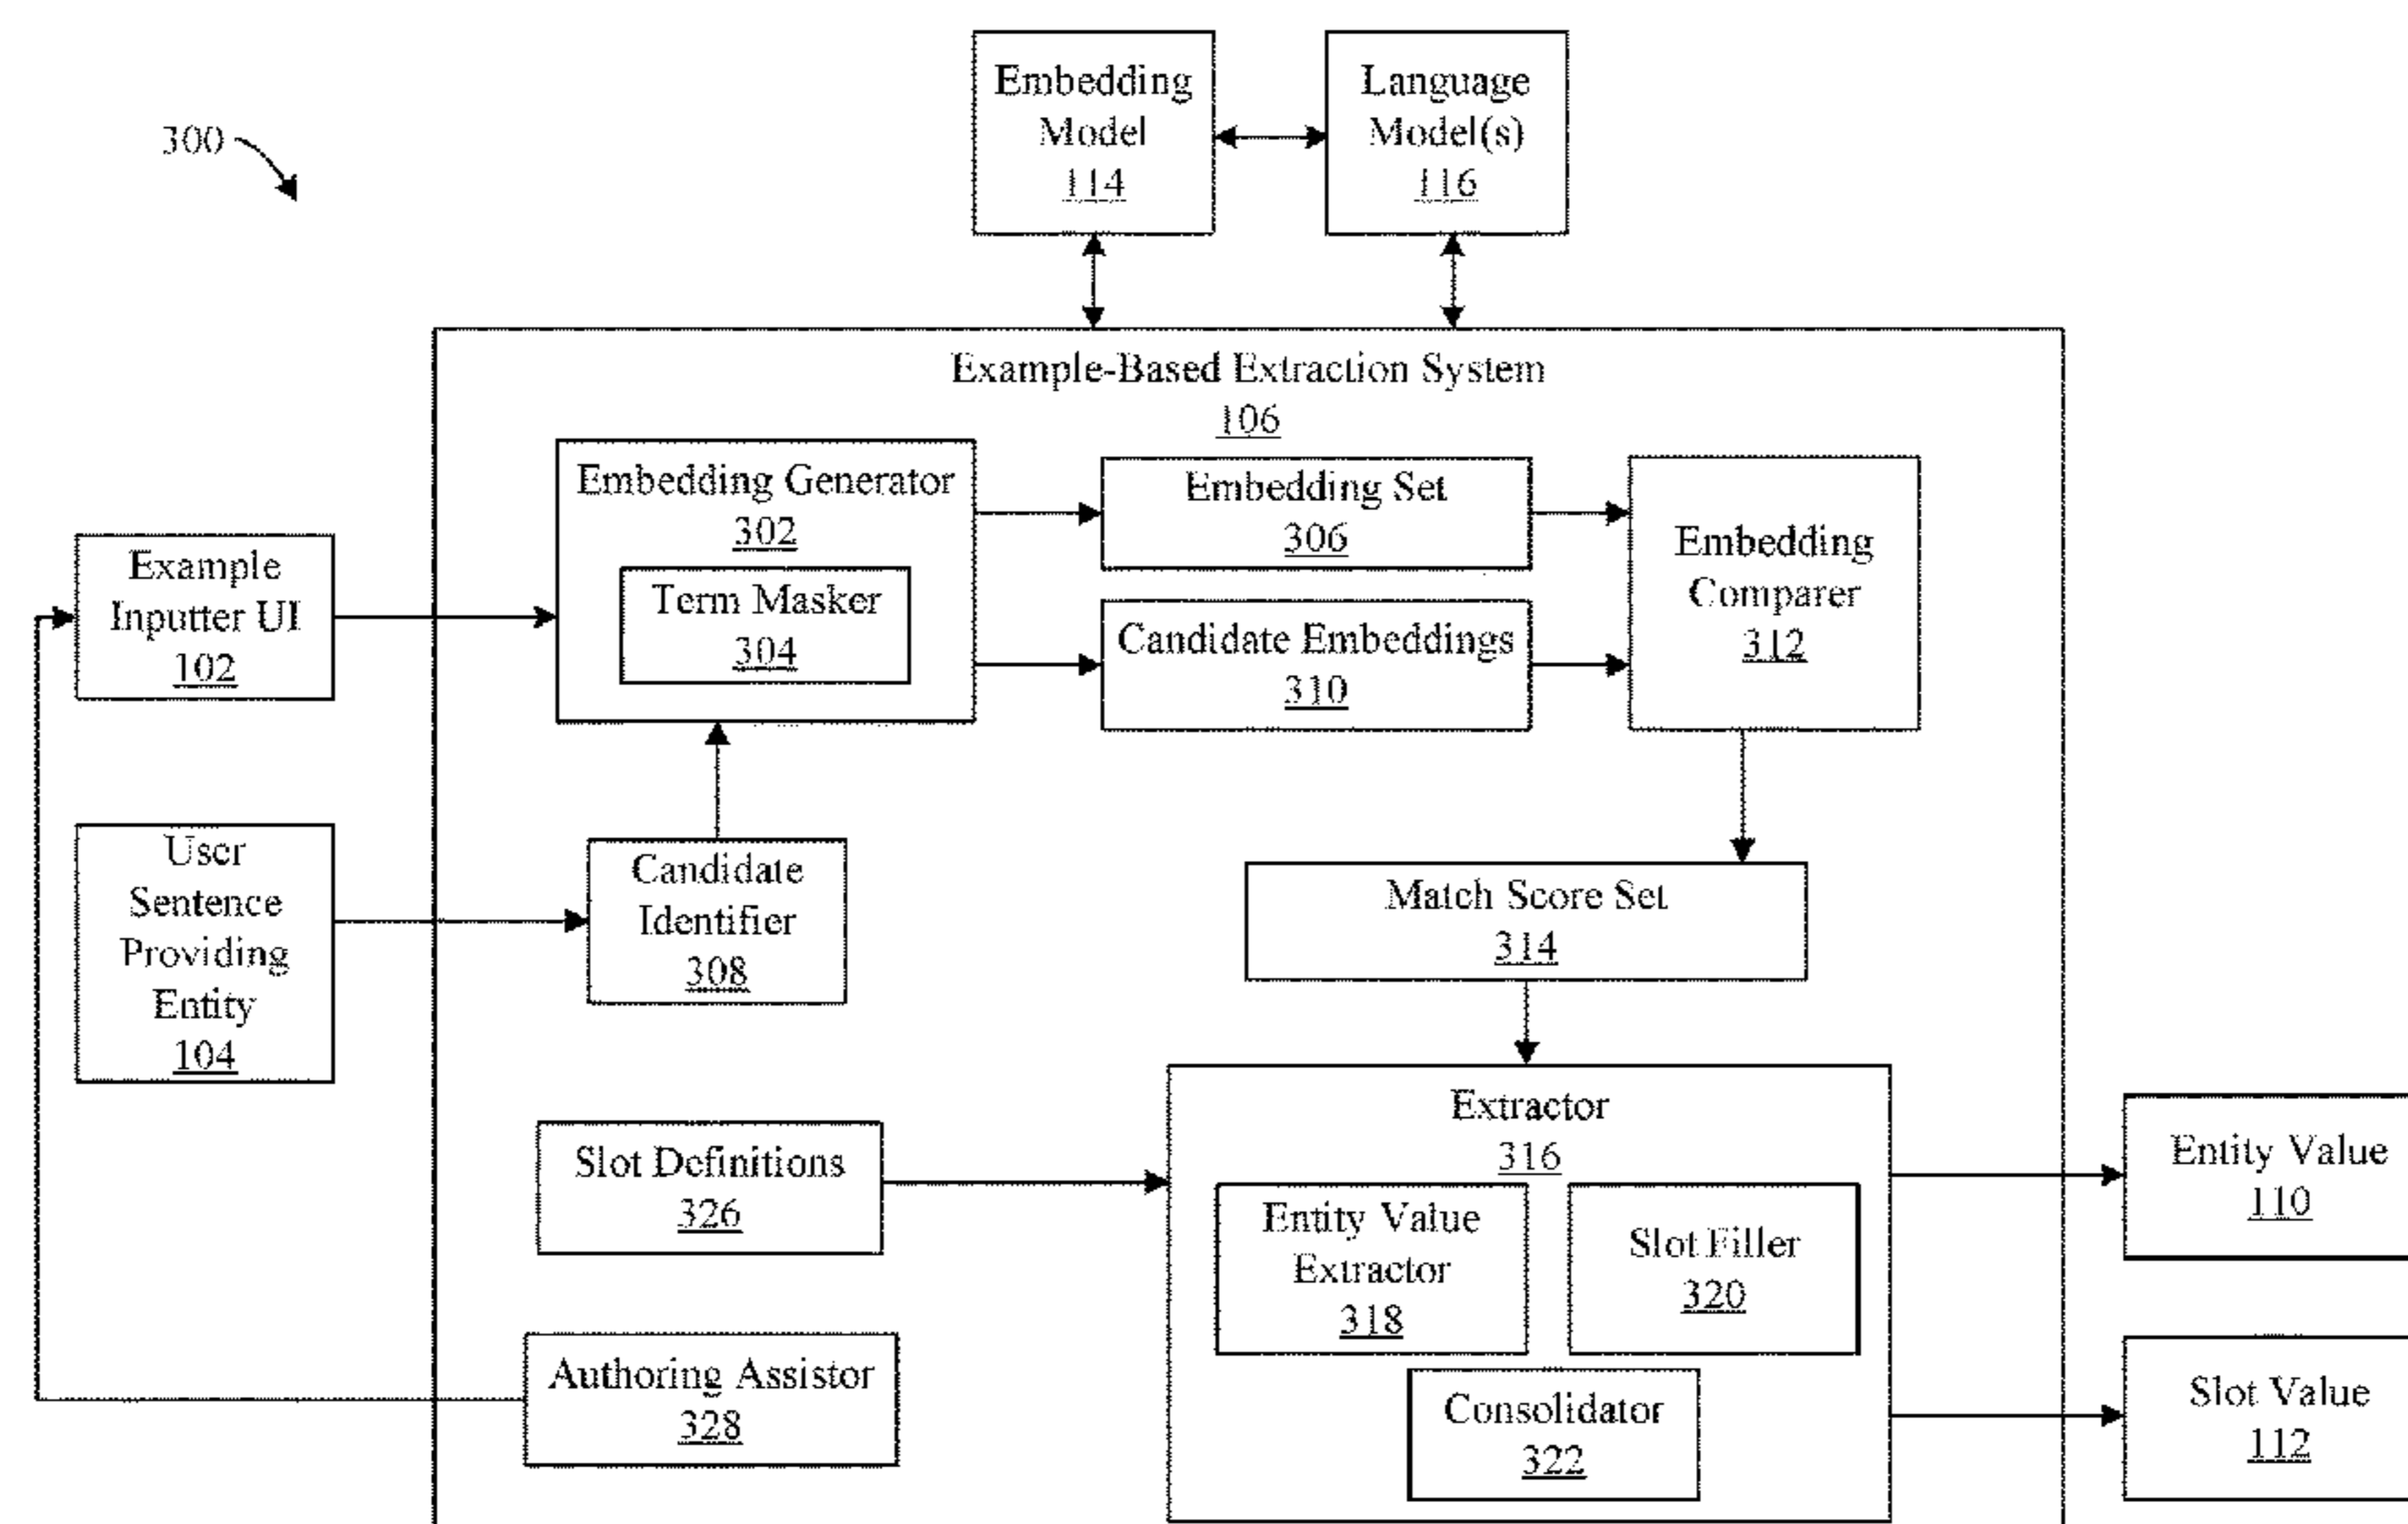 300
Embedding
Model
114
Language
Model(s)
116
Example-Based Extraction System
106
Embedding Generator
302
Term Masker
304
Embedding Set
306
Candidate Embeddings
310
Embedding
Comparer
312
Example
Inputter UI
102
User
Sentence
Providing
Entity
104
Candidate
Identifier
308
Match Score Set
314
Slot Definitions
326
Extractor
316
Entity Value
Extractor
318
Slot Filler
320
Consolidator
322
Entity Value
110
Authoring Assistor
328
Slot Value
112